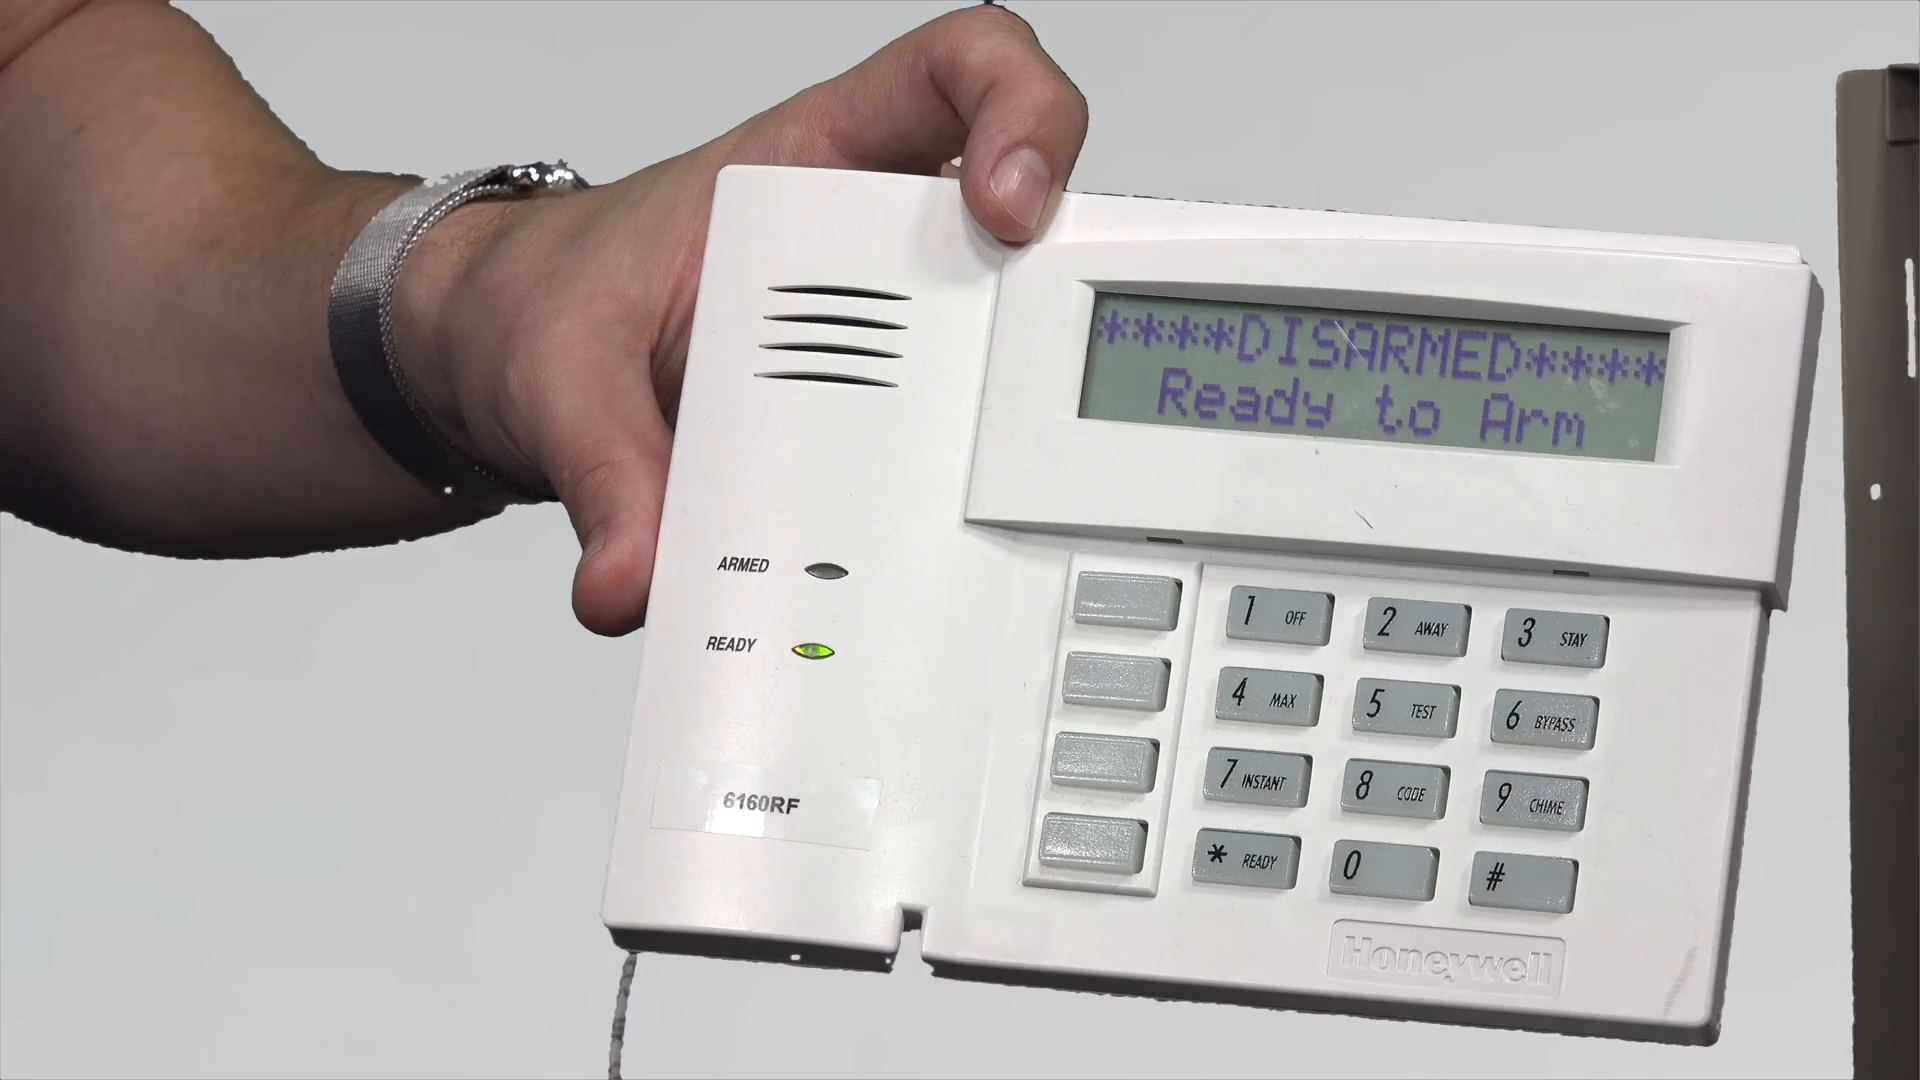 ****DISARMED****
Ready to Arm
ARMED
READY
6160RF
1 OFF
2 AWAY
3 STAY
4 MAX
5 TEST
6 BYPASS
7 INSTANT
8 CODE
9 CHIME
* READY
0
#
Honeywell